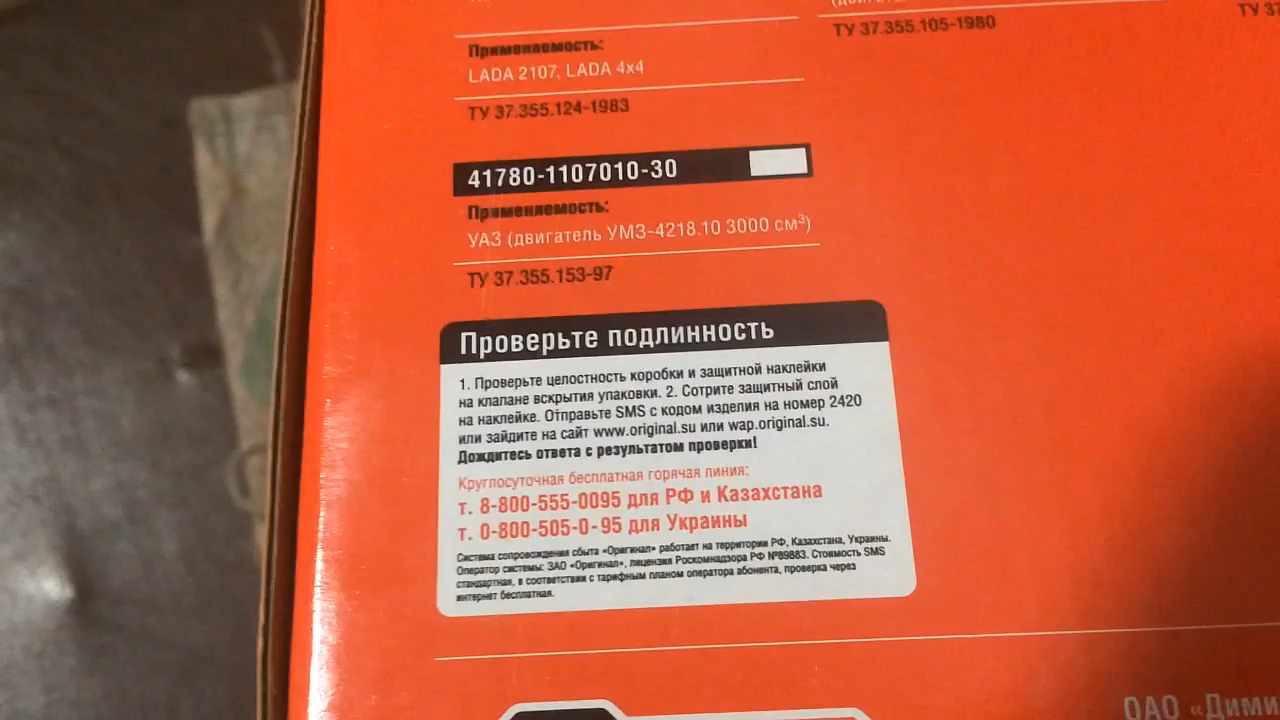 ТУ 37.355.105-1980
ТУ 37
Применяемость:
LADA 2107, LADA 4x4
ТУ 37.355.124-1983
41780-1107010-30
Применяемость:
УАЗ (двигатель УМЗ-4218.10 3000 см³)
ТУ 37.355.153-97
Проверьте подлинность
1. Проверьте целостность коробки и защитной наклейки
на клапане вскрытия упаковки. 2. Сотрите защитный слой
на наклейке. Отправьте SMS с кодом изделия на номер 2420
или зайдите на сайт www.original.su или wap.original.su.
Дождитесь ответа с результатом проверки!
Круглосуточная бесплатная горячая линия:
т. 8-800-555-0095 для РФ и Казахстана
т. 0-800-505-0-95 для Украины
Система сопровождения сбыта «Оригинал» работает на территории РФ, Казахстана, Украины.
Оператор системы: ЗАО «Оригинал», лицензия Роскомнадзора РФ №89883. Стоимость SMS
стандартная, в соответствии с тарифным планом оператора абонента, проверка через
интернет бесплатная.
ОАО «Дими